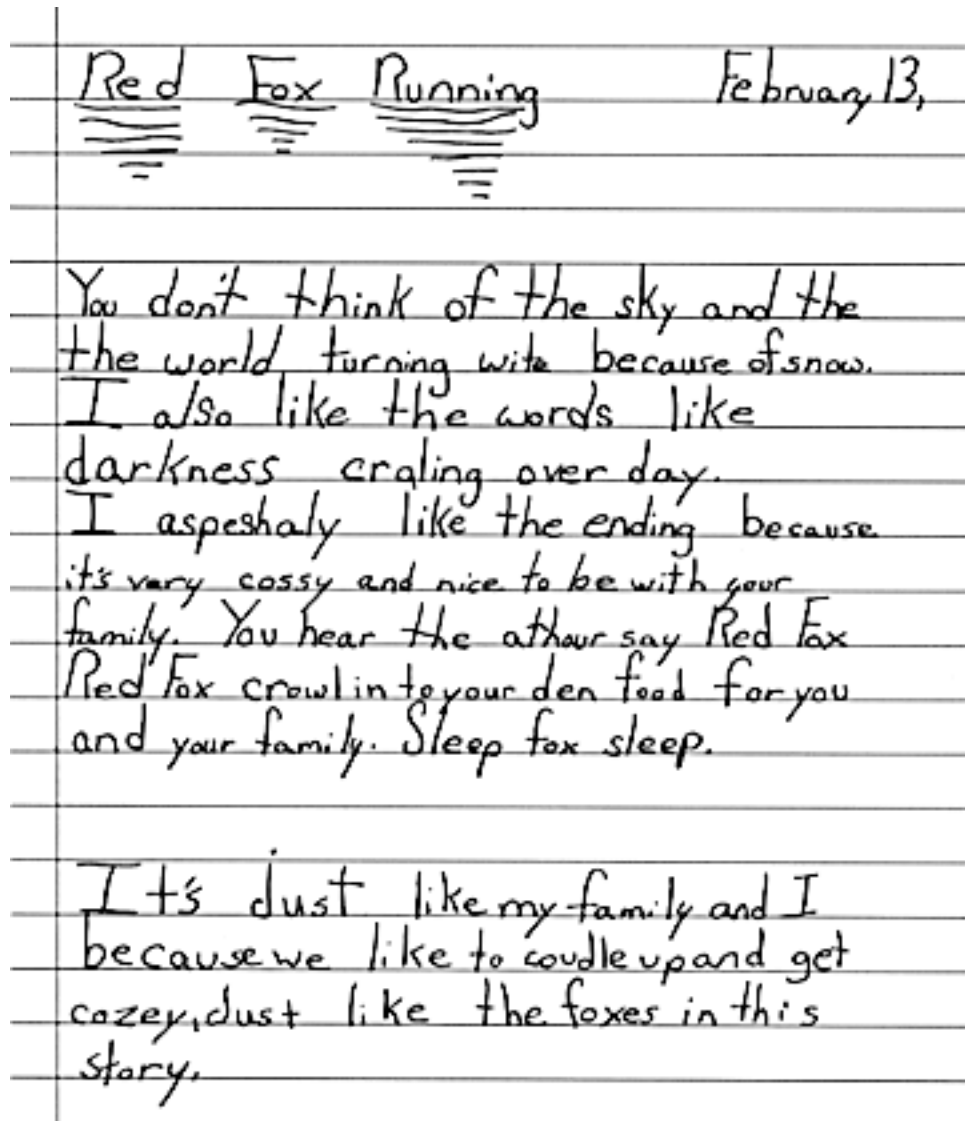 Red Fox Running February, 13,
You don't think of the sky and the
the world turning wite because of snow.
I also like the words like
darkness craling over day.
I aspeshaly like the ending because
it's vary cossy and nice to be with your
family. You hear the athour say Red Fox
Red Fox crowl in to your den food for you
and your family. Sleep fox sleep.
It's just like my family and I
because we like to coudle up and get
cozey, just like the foxes in this
story.